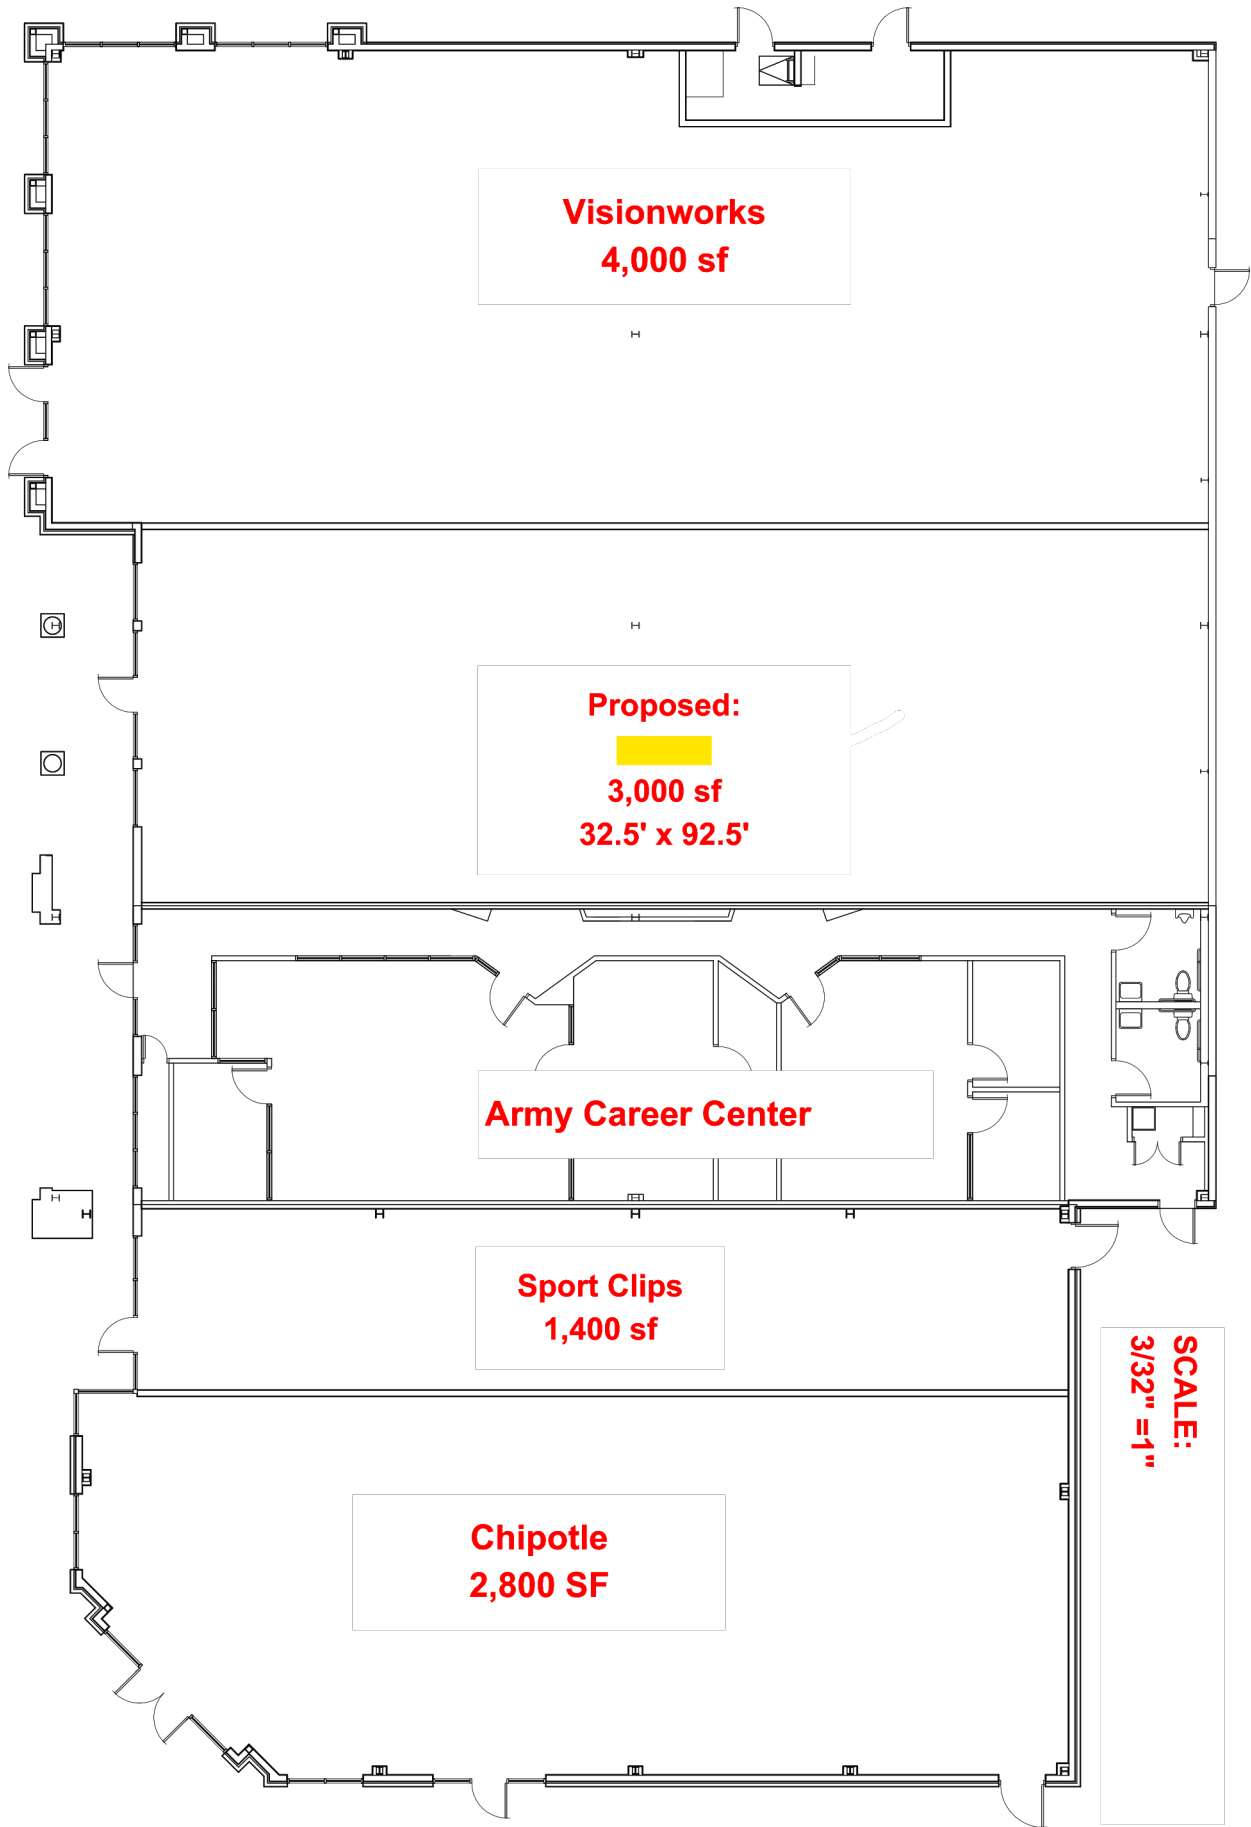 Visionworks
4,000 sf
Proposed:
3,000 sf
32.5' x 92.5'
Army Career Center
Sport Clips
1,400 sf
SCALE:
3/32" =1"
Chipotle
2,800 SF